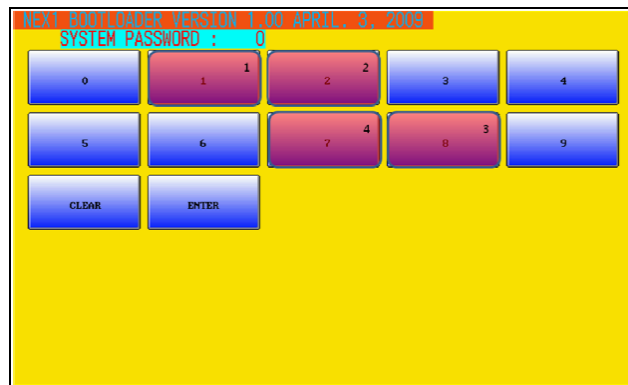 NEXT BOOTLOADER VERSION 1.00 APRIL, 3, 2009
SYSTEM PASSWORD : 0
0 1 1 2 2 3 4
5 6 7 4 8 3 9
CLEAR ENTER